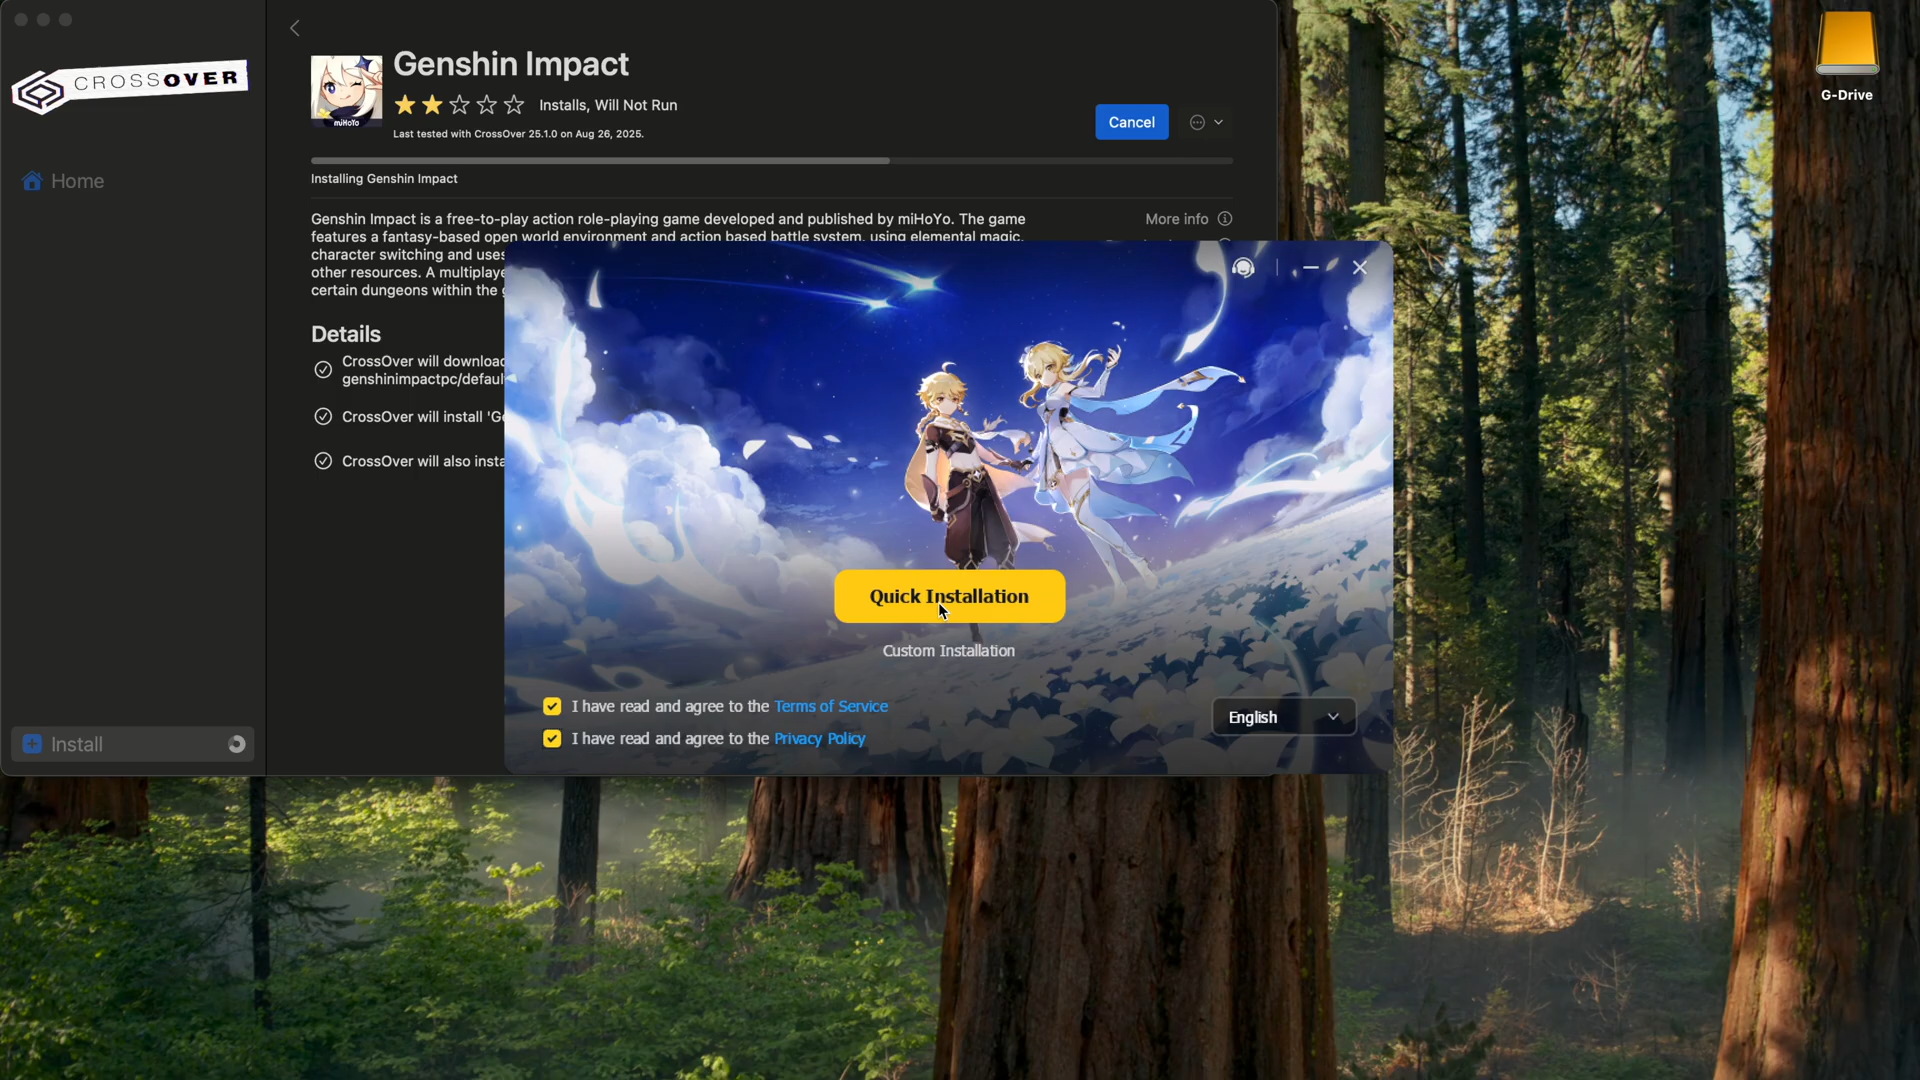 CROSSOVER
Home
Install
Genshin Impact
miHoYo
Installs, Will Not Run
Last tested with CrossOver 25.1.0 on Aug 26, 2025.
Cancel
Installing Genshin Impact
Genshin Impact is a free-to-play action role-playing game developed and published by miHoYo. The game
features a fantasy-based open world environment and action based battle system, using elemental magic,
character switching and uses
other resources. A multiplaye
certain dungeons within the
More info
Details
CrossOver will download
genshinimpactpc/defaul
CrossOver will install 'Ge
CrossOver will also insta
Quick Installation
Custom Installation
I have read and agree to the Terms of Service
I have read and agree to the Privacy Policy
English
G-Drive